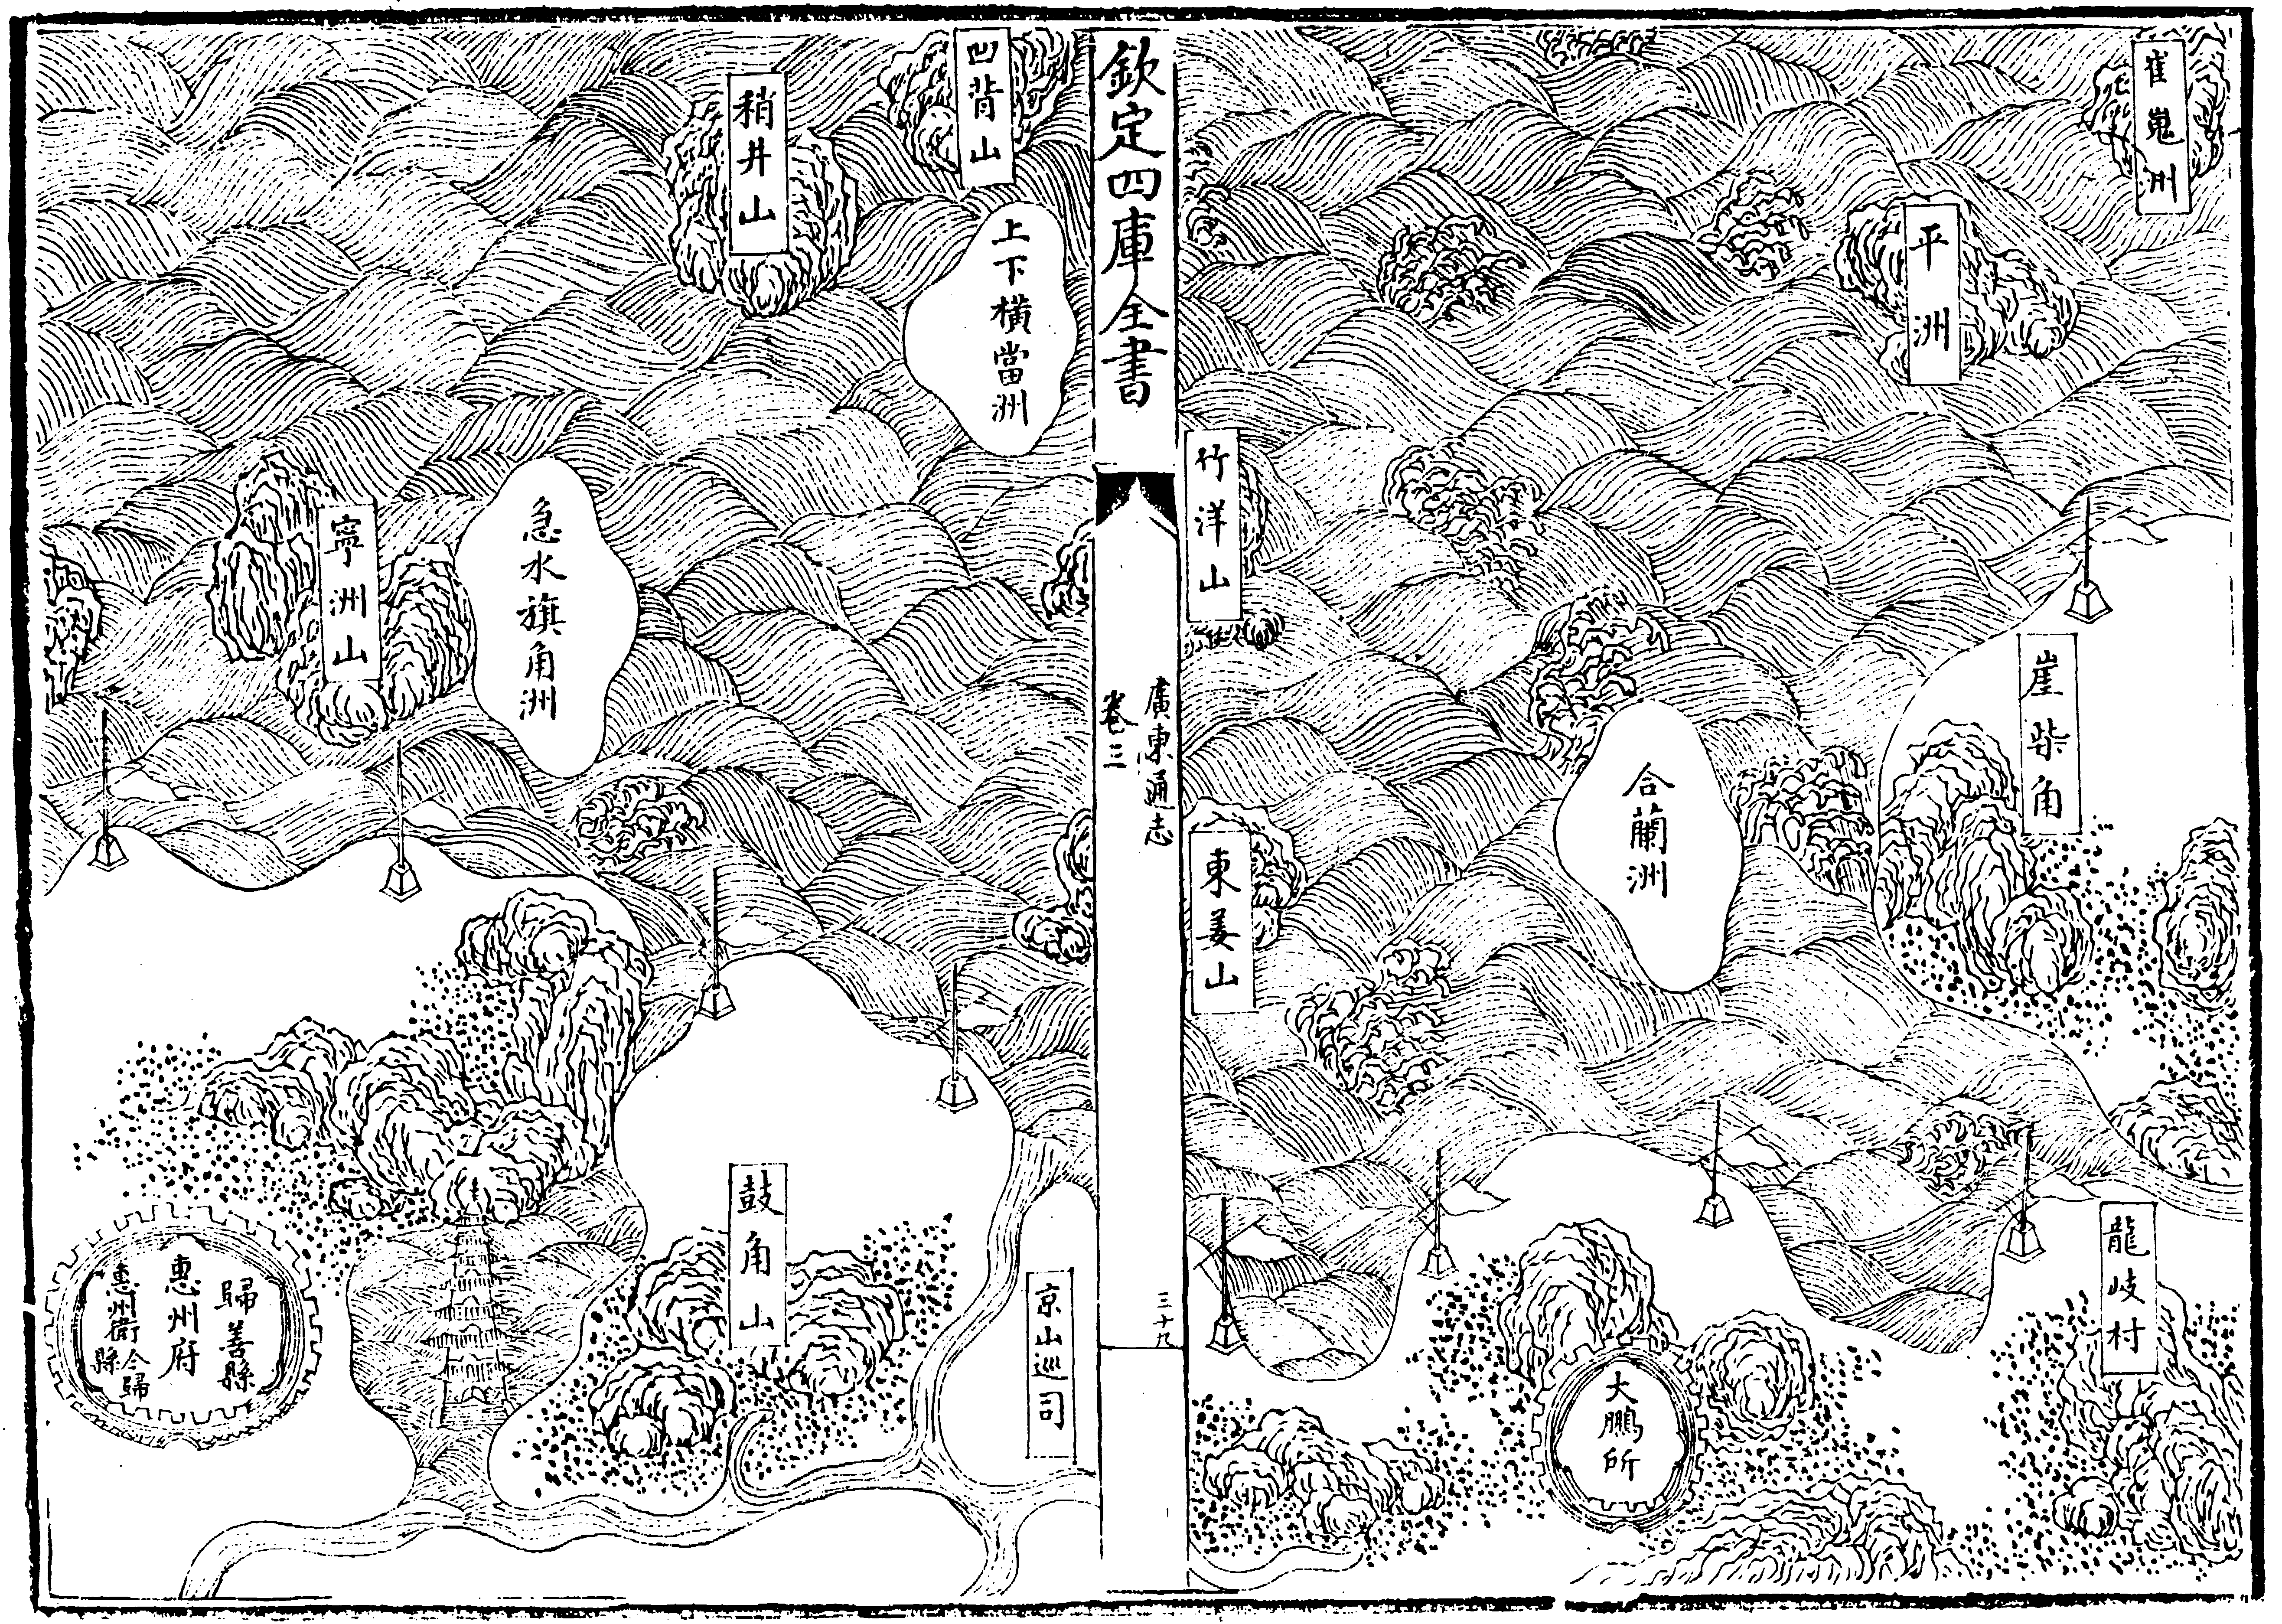 崔嵬洲
平洲
崖柴角
合蘭洲
龍岐村
大鵬所
竹洋山
東姜山
欽定四庫全書
廣東通志
卷三
三十九
凹背山
上下橫當洲
稍井山
急水旗角洲
寧洲山
京山巡司
鼓角山
歸善縣
惠州府
惠州衛今歸
縣